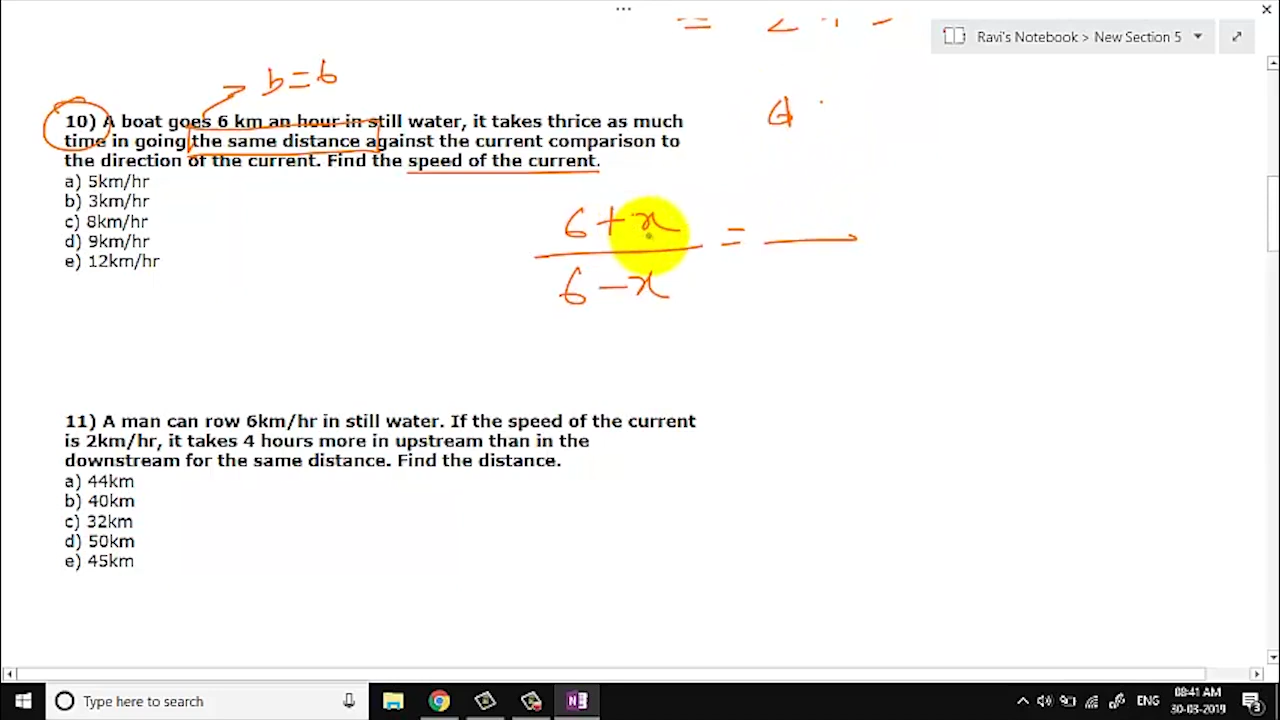 Ravi's Notebook > New Section 5
b=6
10) A boat goes 6 km an hour in still water, it takes thrice as much
time in going the same distance against the current comparison to
the direction of the current. Find the speed of the current.
a) 5km/hr
b) 3km/hr
c) 8km/hr
d) 9km/hr
e) 12km/hr
6+x
=
6-x
11) A man can row 6km/hr in still water. If the speed of the current
is 2km/hr, it takes 4 hours more in upstream than in the
downstream for the same distance. Find the distance.
a) 44km
b) 40km
c) 32km
d) 50km
e) 45km
Type here to search
ENG
08:41 AM
30-03-2019
3